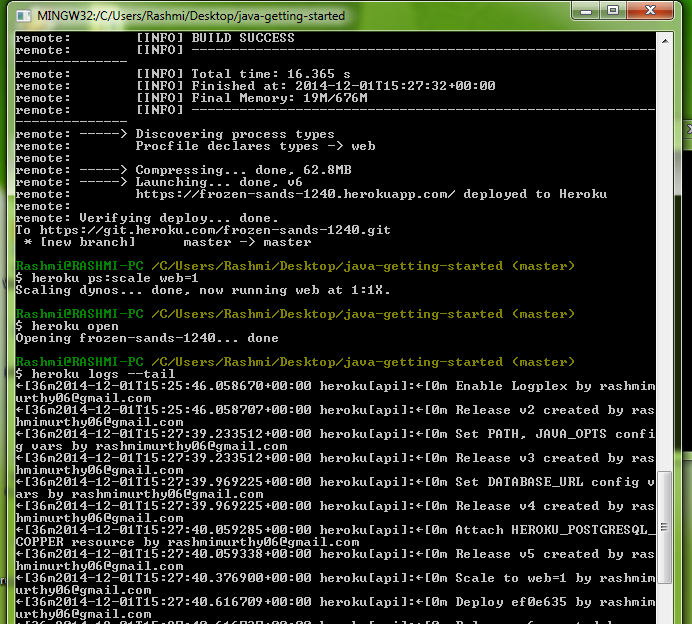 MINGW32:/C/Users/Rashmi/Desktop/java-getting-started
remote:        [INFO] BUILD SUCCESS
remote:        [INFO] ----------------------------------------------------------
--------------
remote:        [INFO] Total time: 16.365 s
remote:        [INFO] Finished at: 2014-12-01T15:27:32+00:00
remote:        [INFO] Final Memory: 19M/676M
remote:        [INFO] ----------------------------------------------------------
--------------
remote: -----> Discovering process types
remote:        Procfile declares types -> web
remote:
remote: -----> Compressing... done, 62.8MB
remote: -----> Launching... done, v6
remote:        https://frozen-sands-1240.herokuapp.com/ deployed to Heroku
remote:
remote: Verifying deploy... done.
To https://git.heroku.com/frozen-sands-1240.git
 * [new branch]      master -> master
Rashmi@RASHMI-PC /C/Users/Rashmi/Desktop/java-getting-started (master)
$ heroku ps:scale web=1
Scaling dynos... done, now running web at 1:1X.
Rashmi@RASHMI-PC /C/Users/Rashmi/Desktop/java-getting-started (master)
$ heroku open
Opening frozen-sands-1240... done
Rashmi@RASHMI-PC /C/Users/Rashmi/Desktop/java-getting-started (master)
$ heroku logs --tail
←[36m2014-12-01T15:25:46.058670+00:00 heroku[api]:←[0m Enable Logplex by rashmim
urthy06@gmail.com
←[36m2014-12-01T15:25:46.058707+00:00 heroku[api]:←[0m Release v2 created by ras
hmimurthy06@gmail.com
←[36m2014-12-01T15:27:39.233512+00:00 heroku[api]:←[0m Set PATH, JAVA_OPTS confi
g vars by rashmimurthy06@gmail.com
←[36m2014-12-01T15:27:39.233512+00:00 heroku[api]:←[0m Release v3 created by ras
hmimurthy06@gmail.com
←[36m2014-12-01T15:27:39.969225+00:00 heroku[api]:←[0m Set DATABASE_URL config v
ars by rashmimurthy06@gmail.com
←[36m2014-12-01T15:27:39.969225+00:00 heroku[api]:←[0m Release v4 created by ras
hmimurthy06@gmail.com
←[36m2014-12-01T15:27:40.059285+00:00 heroku[api]:←[0m Attach HEROKU_POSTGRESQL_
COPPER resource by rashmimurthy06@gmail.com
←[36m2014-12-01T15:27:40.059338+00:00 heroku[api]:←[0m Release v5 created by ras
hmimurthy06@gmail.com
←[36m2014-12-01T15:27:40.376900+00:00 heroku[api]:←[0m Scale to web=1 by rashmim
urthy06@gmail.com
←[36m2014-12-01T15:27:40.616709+00:00 heroku[api]:←[0m Deploy ef0e635 by rashmim
urthy06@gmail.com